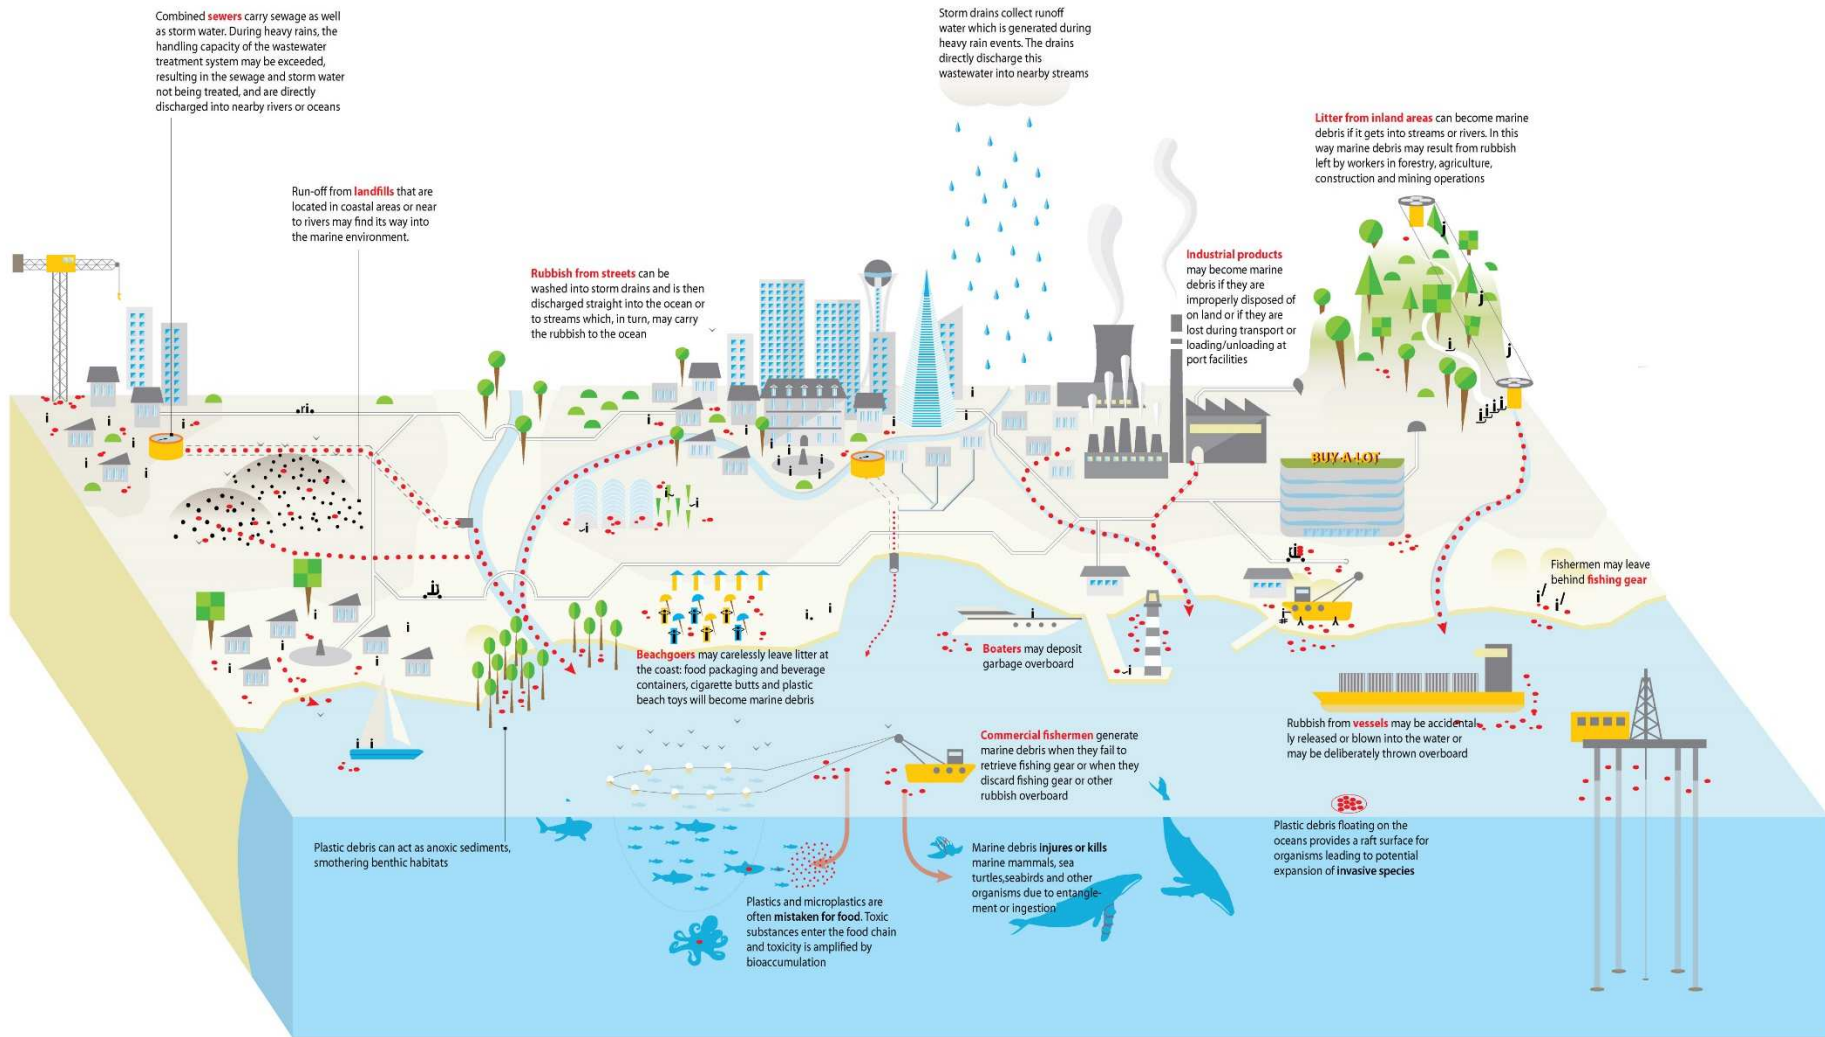 Combined sewers carry sewage as well
as storm water. During heavy rains, the
handling capacity of the wastewater
treatment system may be exceeded,
resulting in the sewage and storm water
not being treated, and are directly
discharged into nearby rivers or oceans
Storm drains collect runoff
water which is generated during
heavy rain events. The drains
directly discharge this
wastewater into nearby streams
Litter from inland areas can become marine
debris if it gets into streams or rivers. In this
way marine debris may result from rubbish
left by workers in forestry, agriculture,
construction and mining operations
Run-off from landfills that are
located in coastal areas or near
to rivers may find its way into
the marine environment.
Rubbish from streets can be
washed into storm drains and is then
discharged straight into the ocean or
to streams which, in turn, may carry
the rubbish to the ocean
Industrial products
may become marine
debris if they are
improperly disposed of
on land or if they are
lost during transport or
loading/unloading at
port facilities
BUY-A-LOT
Fishermen may leave
behind fishing gear
Beachgoers may carelessly leave litter at
the coast: food packaging and beverage
containers, cigarette butts and plastic
beach toys will become marine debris
Boaters may deposit
garbage overboard
Rubbish from vessels may be accidental-
ly released or blown into the water or
may be deliberately thrown overboard
Commercial fishermen generate
marine debris when they fail to
retrieve fishing gear or when they
discard fishing gear or other
rubbish overboard
Plastic debris can act as anoxic sediments,
smothering benthic habitats
Marine debris injures or kills
marine mammals, sea
turtles,seabirds and other
organisms due to entangle-
ment or ingestion
Plastic debris floating on the
oceans provides a raft surface for
organisms leading to potential
expansion of invasive species
Plastics and microplastics are
often mistaken for food. Toxic
substances enter the food chain
and toxicity is amplified by
bioaccumulation